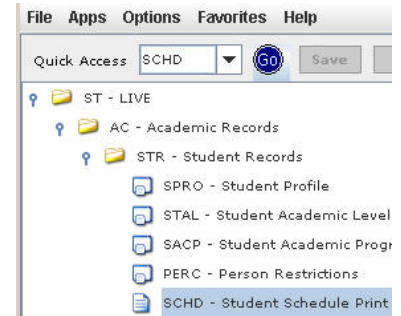 File Apps Options Favorites Help
Quick Access SCHD Go Save
ST - LIVE
AC - Academic Records
STR - Student Records
SPRO - Student Profile
STAL - Student Academic Level
SACP - Student Academic Progr
PERC - Person Restrictions
SCHD - Student Schedule Print